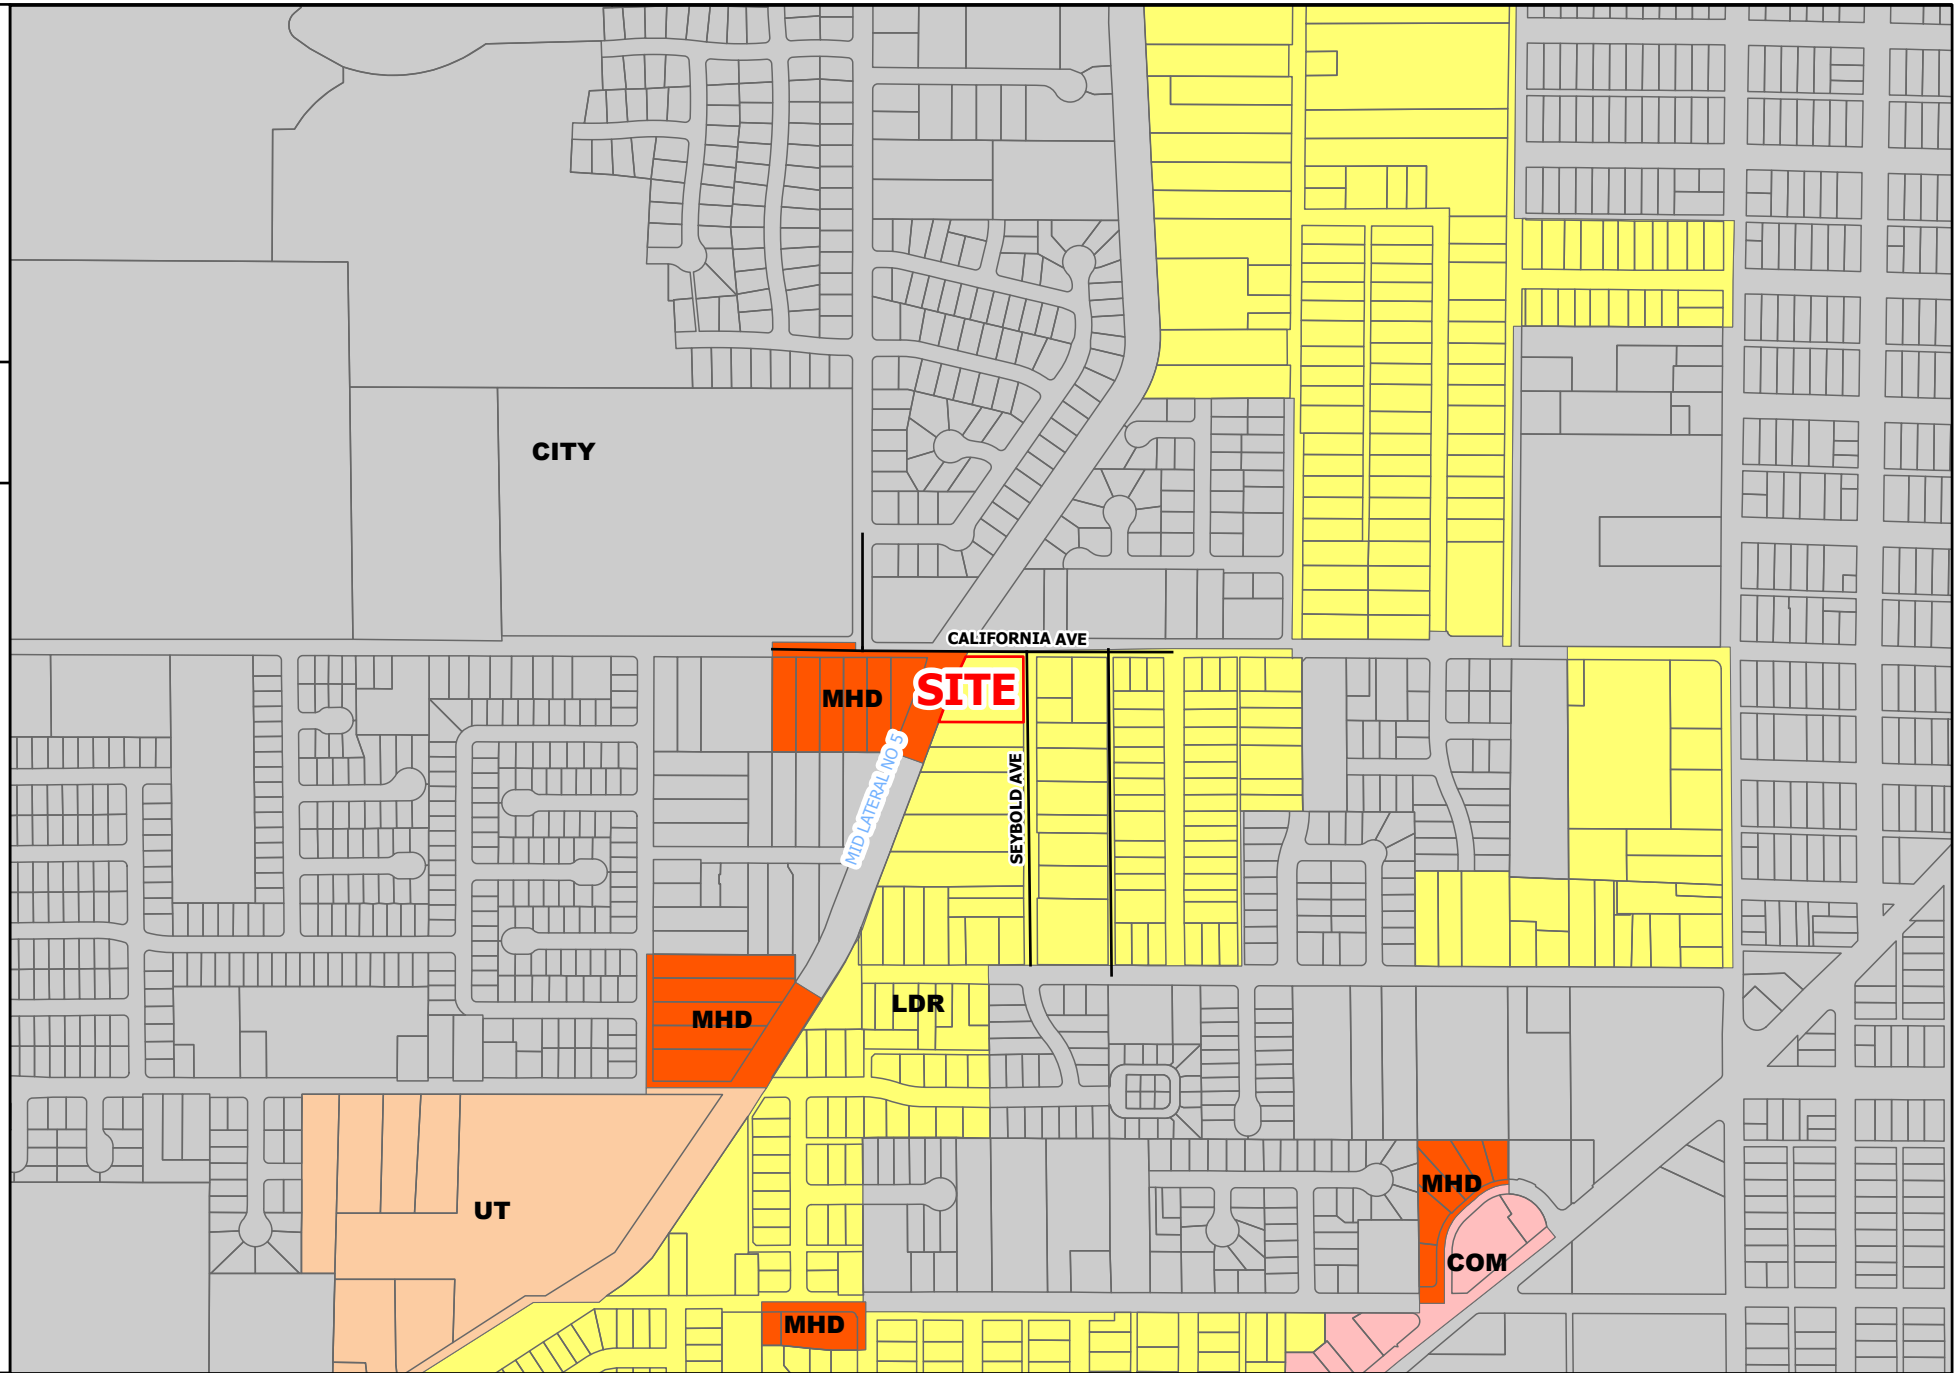 CITY
CALIFORNIA AVE
MHD
SITE
MID LATERAL NO 5
SEYBOLD AVE
LDR
MHD
MHD
UT
COM
MHD